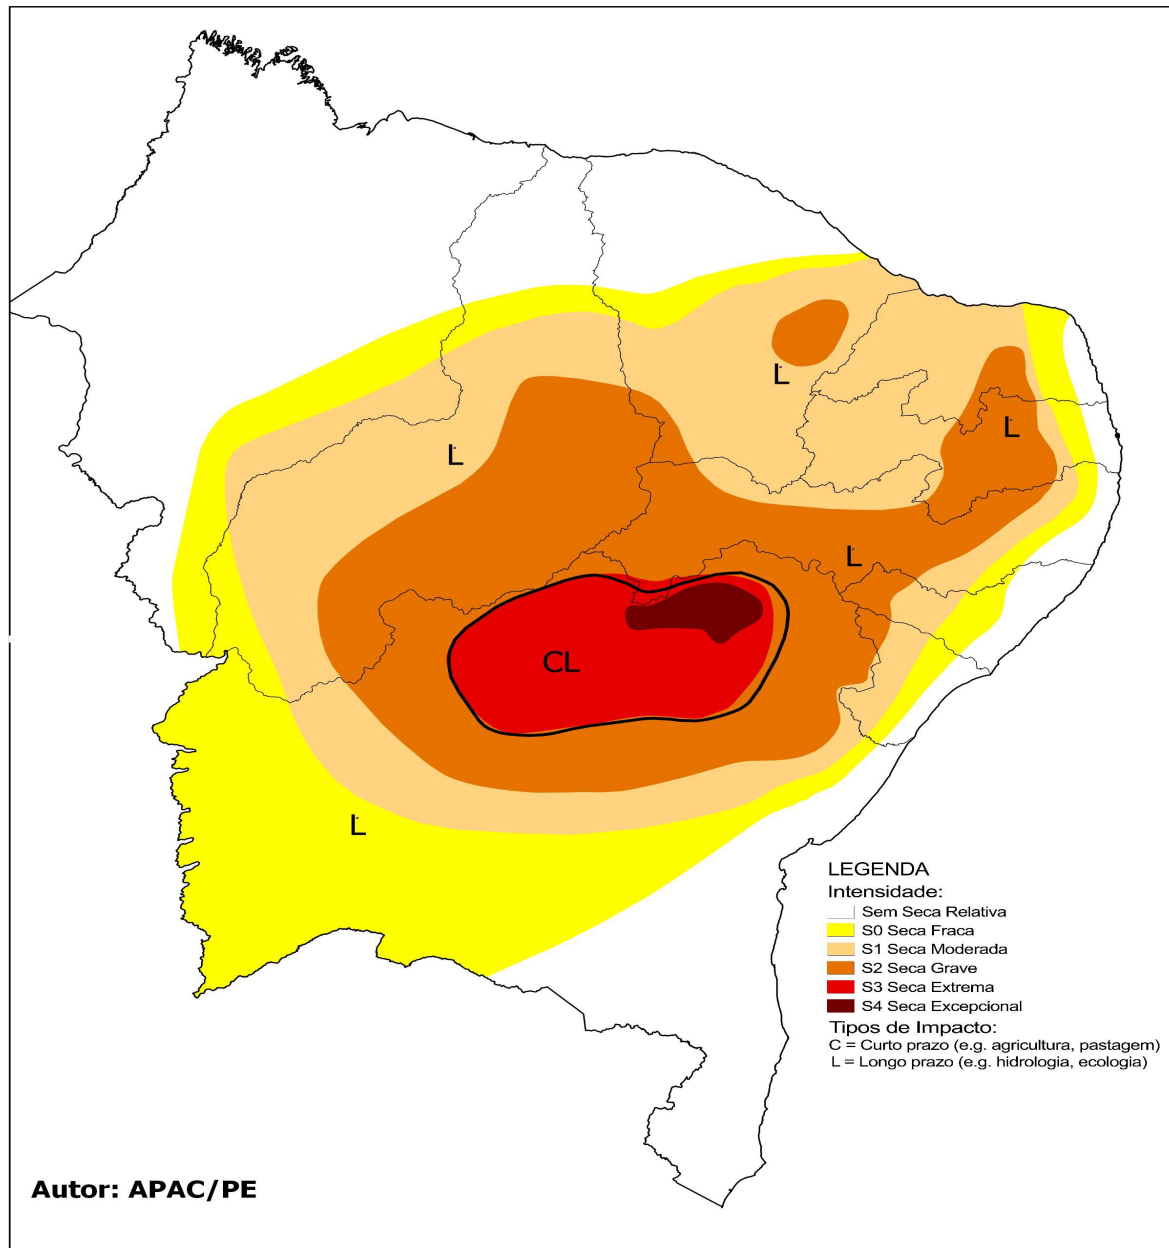 L
L
L
L
CL
L
LEGENDA
Intensidade:
Sem Seca Relativa
S0 Seca Fraca
S1 Seca Moderada
S2 Seca Grave
S3 Seca Extrema
S4 Seca Excepcional
Tipos de Impacto:
C = Curto prazo (e.g. agricultura, pastagem)
L = Longo prazo (e.g. hidrologia, ecologia)
Autor: APAC/PE